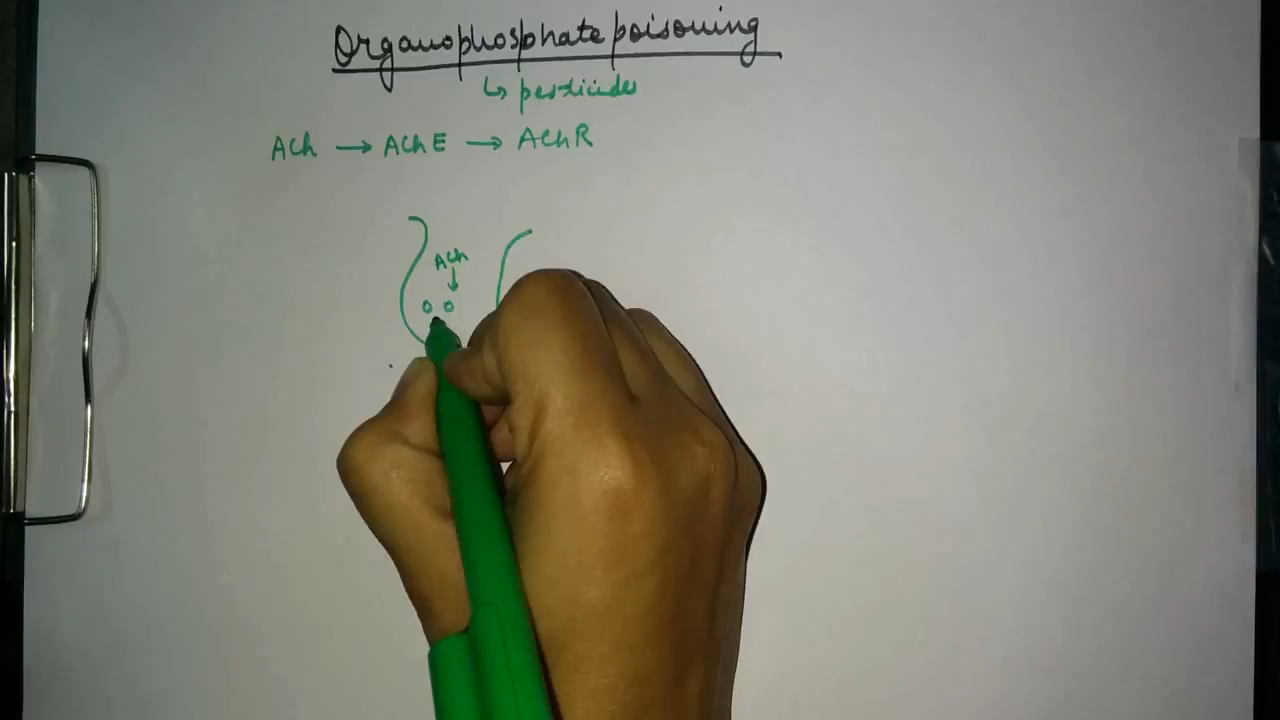 Organophosphate poisoning
↳ pesticides
ACh → AChE → AChR
ACh